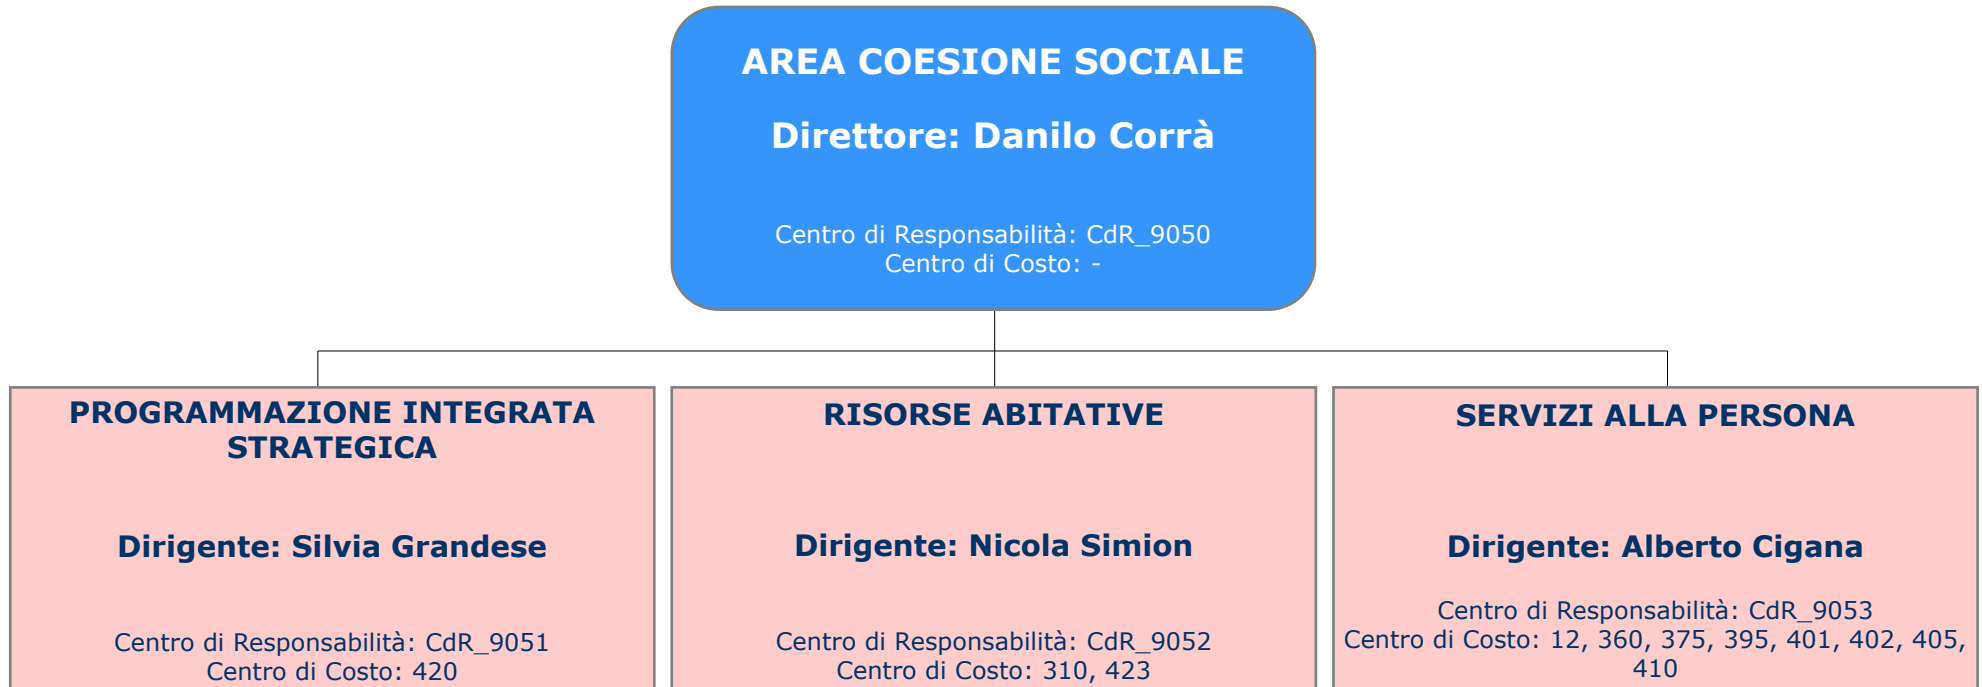 AREA COESIONE SOCIALE
Direttore: Danilo Corrà
Centro di Responsabilità: CdR_9050
Centro di Costo: -
PROGRAMMAZIONE INTEGRATA
STRATEGICA
Dirigente: Silvia Grandese
Centro di Responsabilità: CdR_9051
Centro di Costo: 420
RISORSE ABITATIVE
Dirigente: Nicola Simion
Centro di Responsabilità: CdR_9052
Centro di Costo: 310, 423
SERVIZI ALLA PERSONA
Dirigente: Alberto Cigana
Centro di Responsabilità: CdR_9053
Centro di Costo: 12, 360, 375, 395, 401, 402, 405,
410